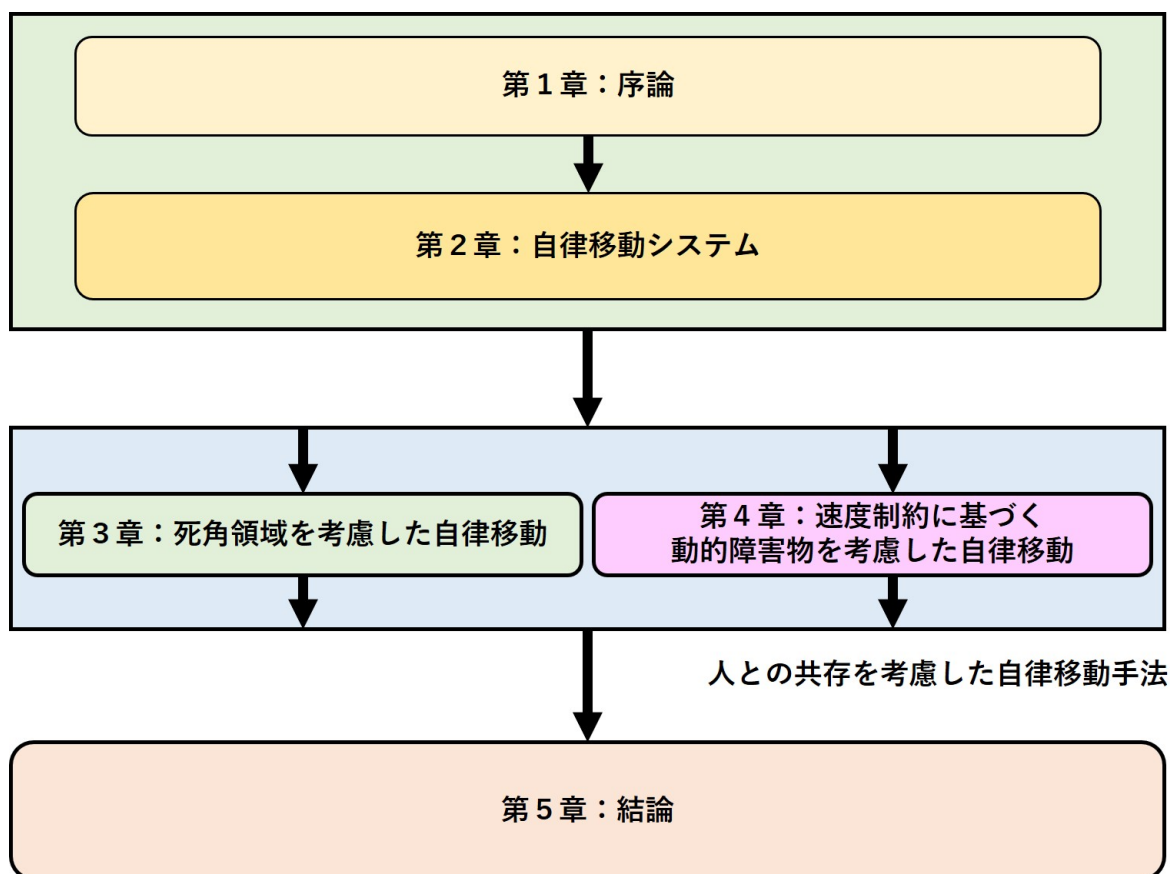 第１章：序論
第２章：自律移動システム
第３章：死角領域を考慮した自律移動
第４章：速度制約に基づく
動的障害物を考慮した自律移動
人との共存を考慮した自律移動手法
第５章：結論